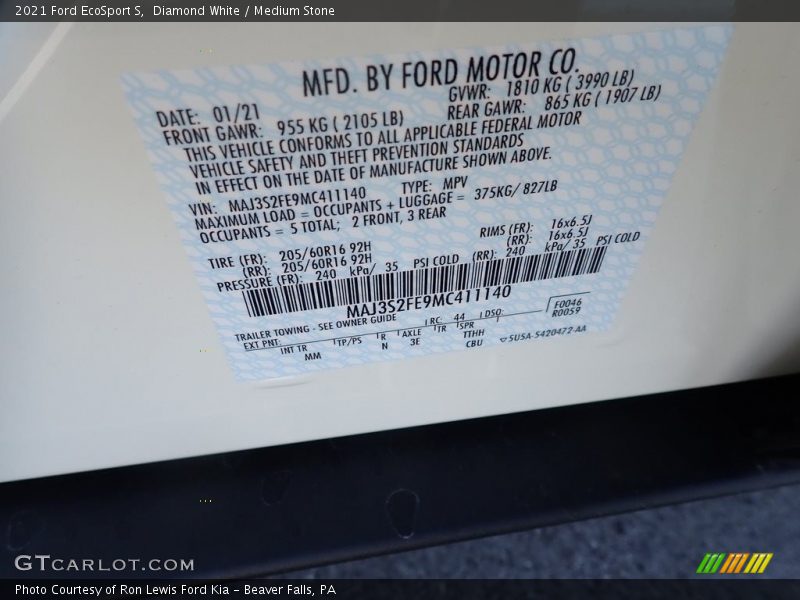 2021 Ford EcoSport S,  Diamond White / Medium Stone
MFD. BY FORD MOTOR CO.
DATE: 01/21
GVWR: 1810 KG ( 3990 LB)
FRONT GAWR: 955 KG ( 2105 LB)
REAR GAWR: 865 KG ( 1907 LB)
THIS VEHICLE CONFORMS TO ALL APPLICABLE FEDERAL MOTOR
VEHICLE SAFETY AND THEFT PREVENTION STANDARDS
IN EFFECT ON THE DATE OF MANUFACTURE SHOWN ABOVE.
VIN: MAJ3S2FE9MC411140
TYPE: MPV
MAXIMUM LOAD = OCCUPANTS + LUGGAGE = 375KG/ 827LB
OCCUPANTS = 5 TOTAL; 2 FRONT, 3 REAR
TIRE (FR): 205/60R16 92H
RIMS (FR): 16x6.5J
(RR): 205/60R16 92H
(RR): 16x6.5J
PRESSURE (FR): 240 kPa/ 35 PSI COLD (RR): 240 kPa/ 35 PSI COLD
MAJ3S2FE9MC411140
TRAILER TOWING - SEE OWNER GUIDE
RC: 44 DSO:
F0046
R0059
EXT PNT: INT TR TP/PS R AXLE TR SPR
MM N 3E TTHH
CBU
5U5A-5420472-AA
GTCARLOT.COM
Photo Courtesy of Ron Lewis Ford Kia – Beaver Falls, PA